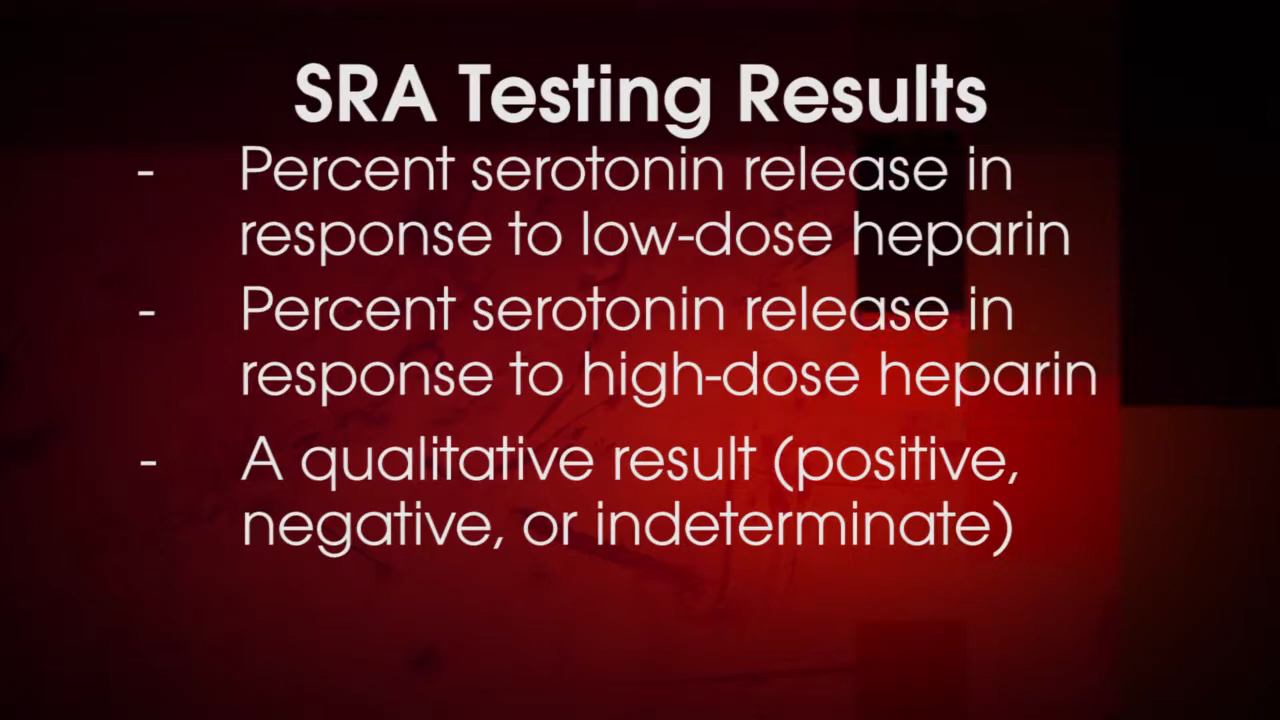 SRA Testing Results
- Percent serotonin release in
response to low-dose heparin
- Percent serotonin release in
response to high-dose heparin
- A qualitative result (positive,
negative, or indeterminate)